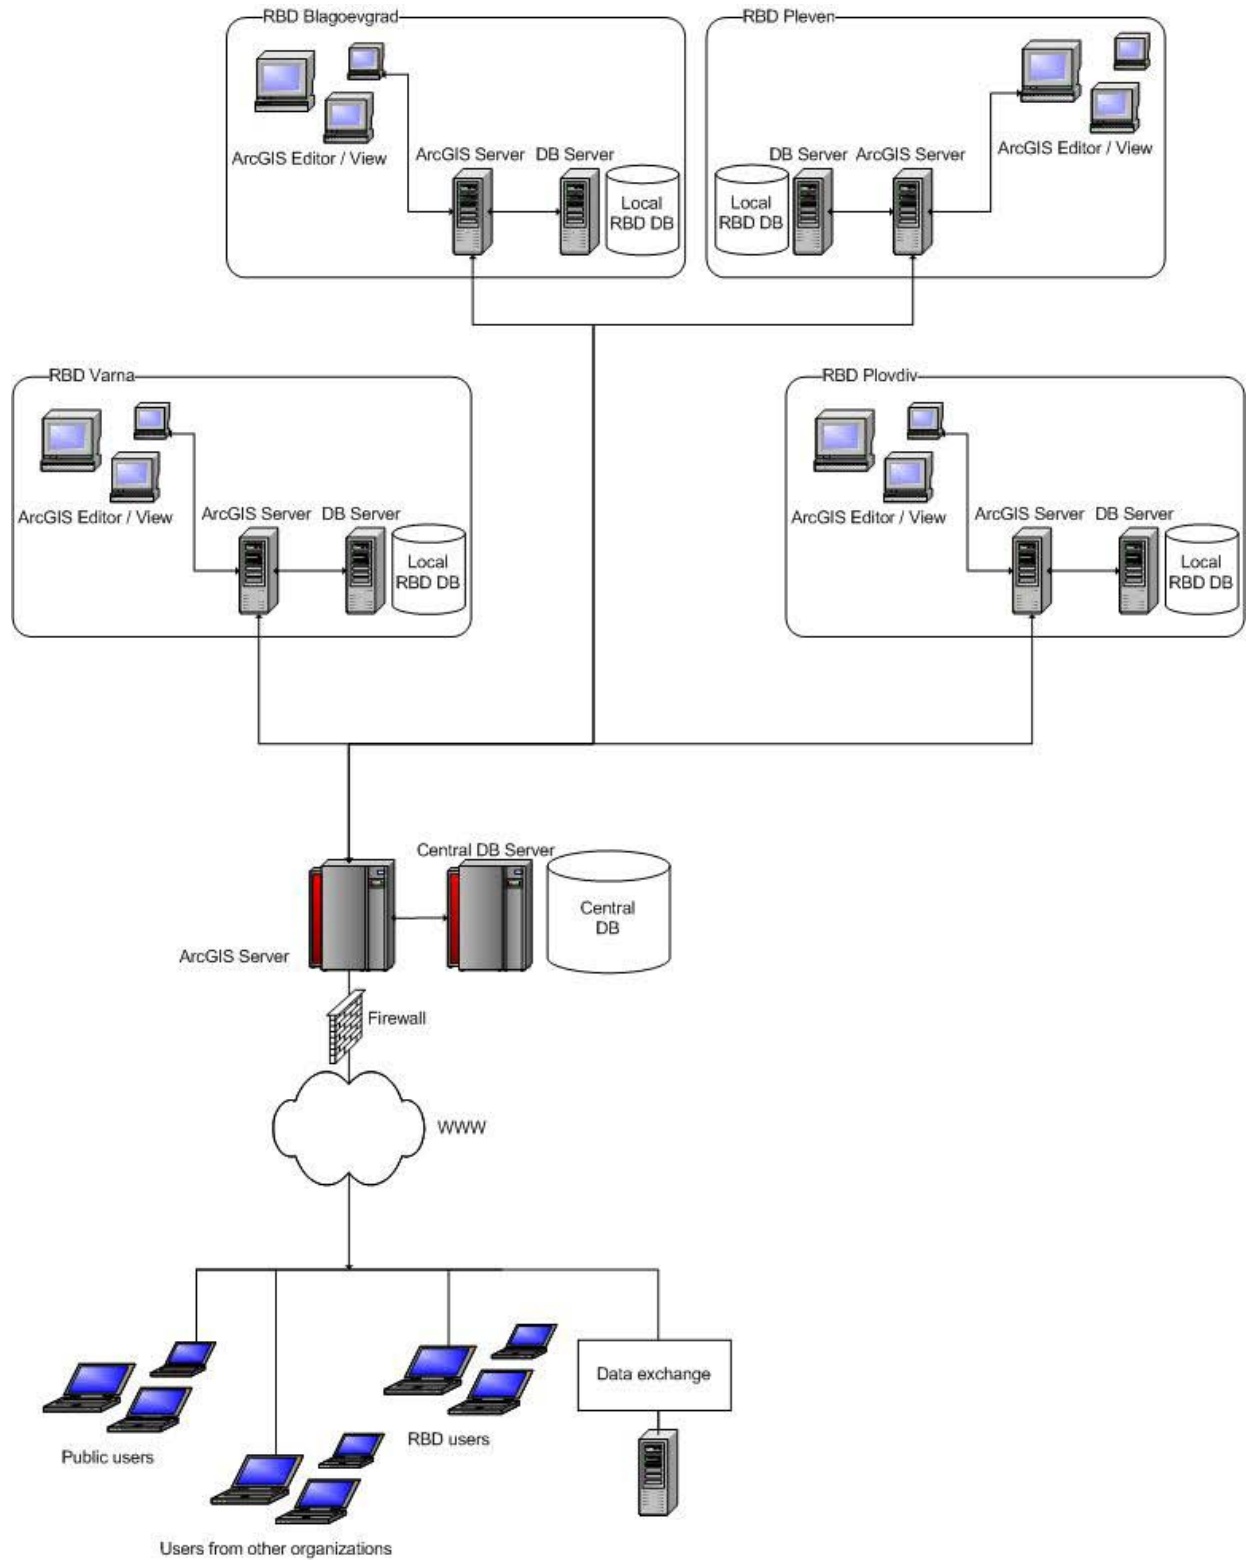 RBD Blagoevgrad
ArcGIS Editor / View
ArcGIS Server
DB Server
Local
RBD DB
RBD Pleven
DB Server
ArcGIS Server
ArcGIS Editor / View
Local
RBD DB
RBD Varna
ArcGIS Editor / View
ArcGIS Server
DB Server
Local
RBD DB
RBD Plovdiv
ArcGIS Editor / View
ArcGIS Server
DB Server
Local
RBD DB
Central DB Server
Central
DB
ArcGIS Server
Firewall
WWW
Public users
Users from other organizations
RBD users
Data exchange